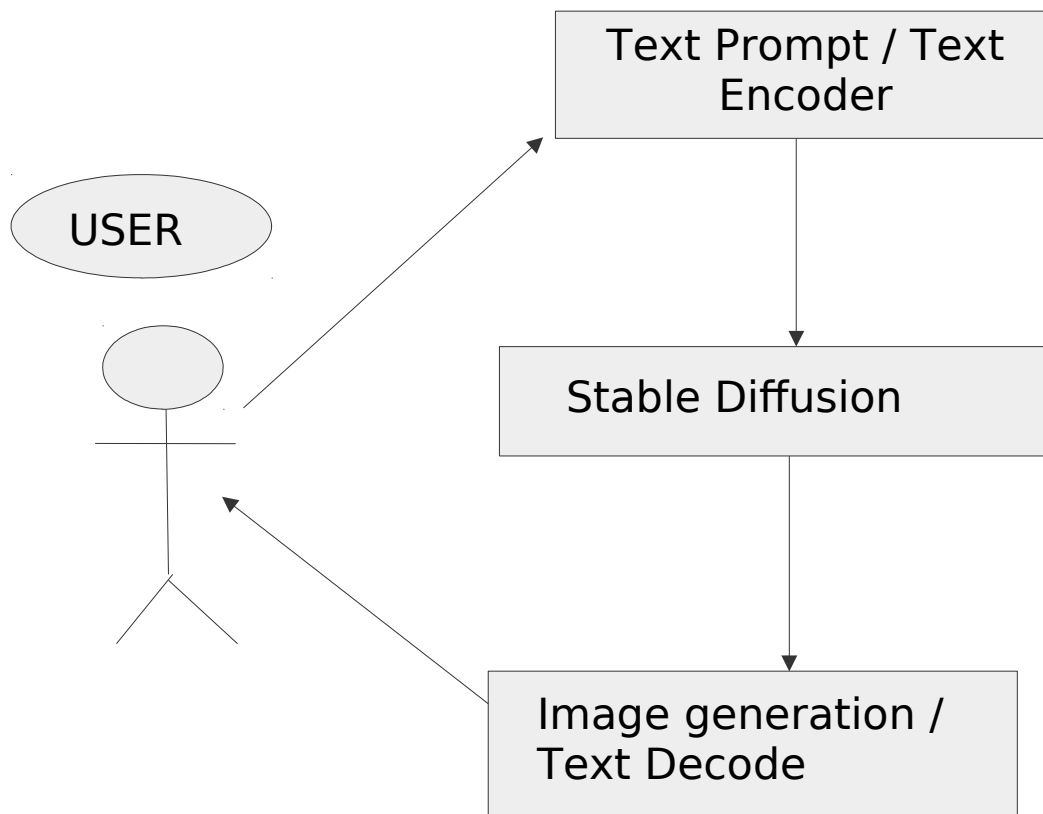 Text Prompt / Text
Encoder
USER
Stable Diffusion
Image generation /
Text Decode